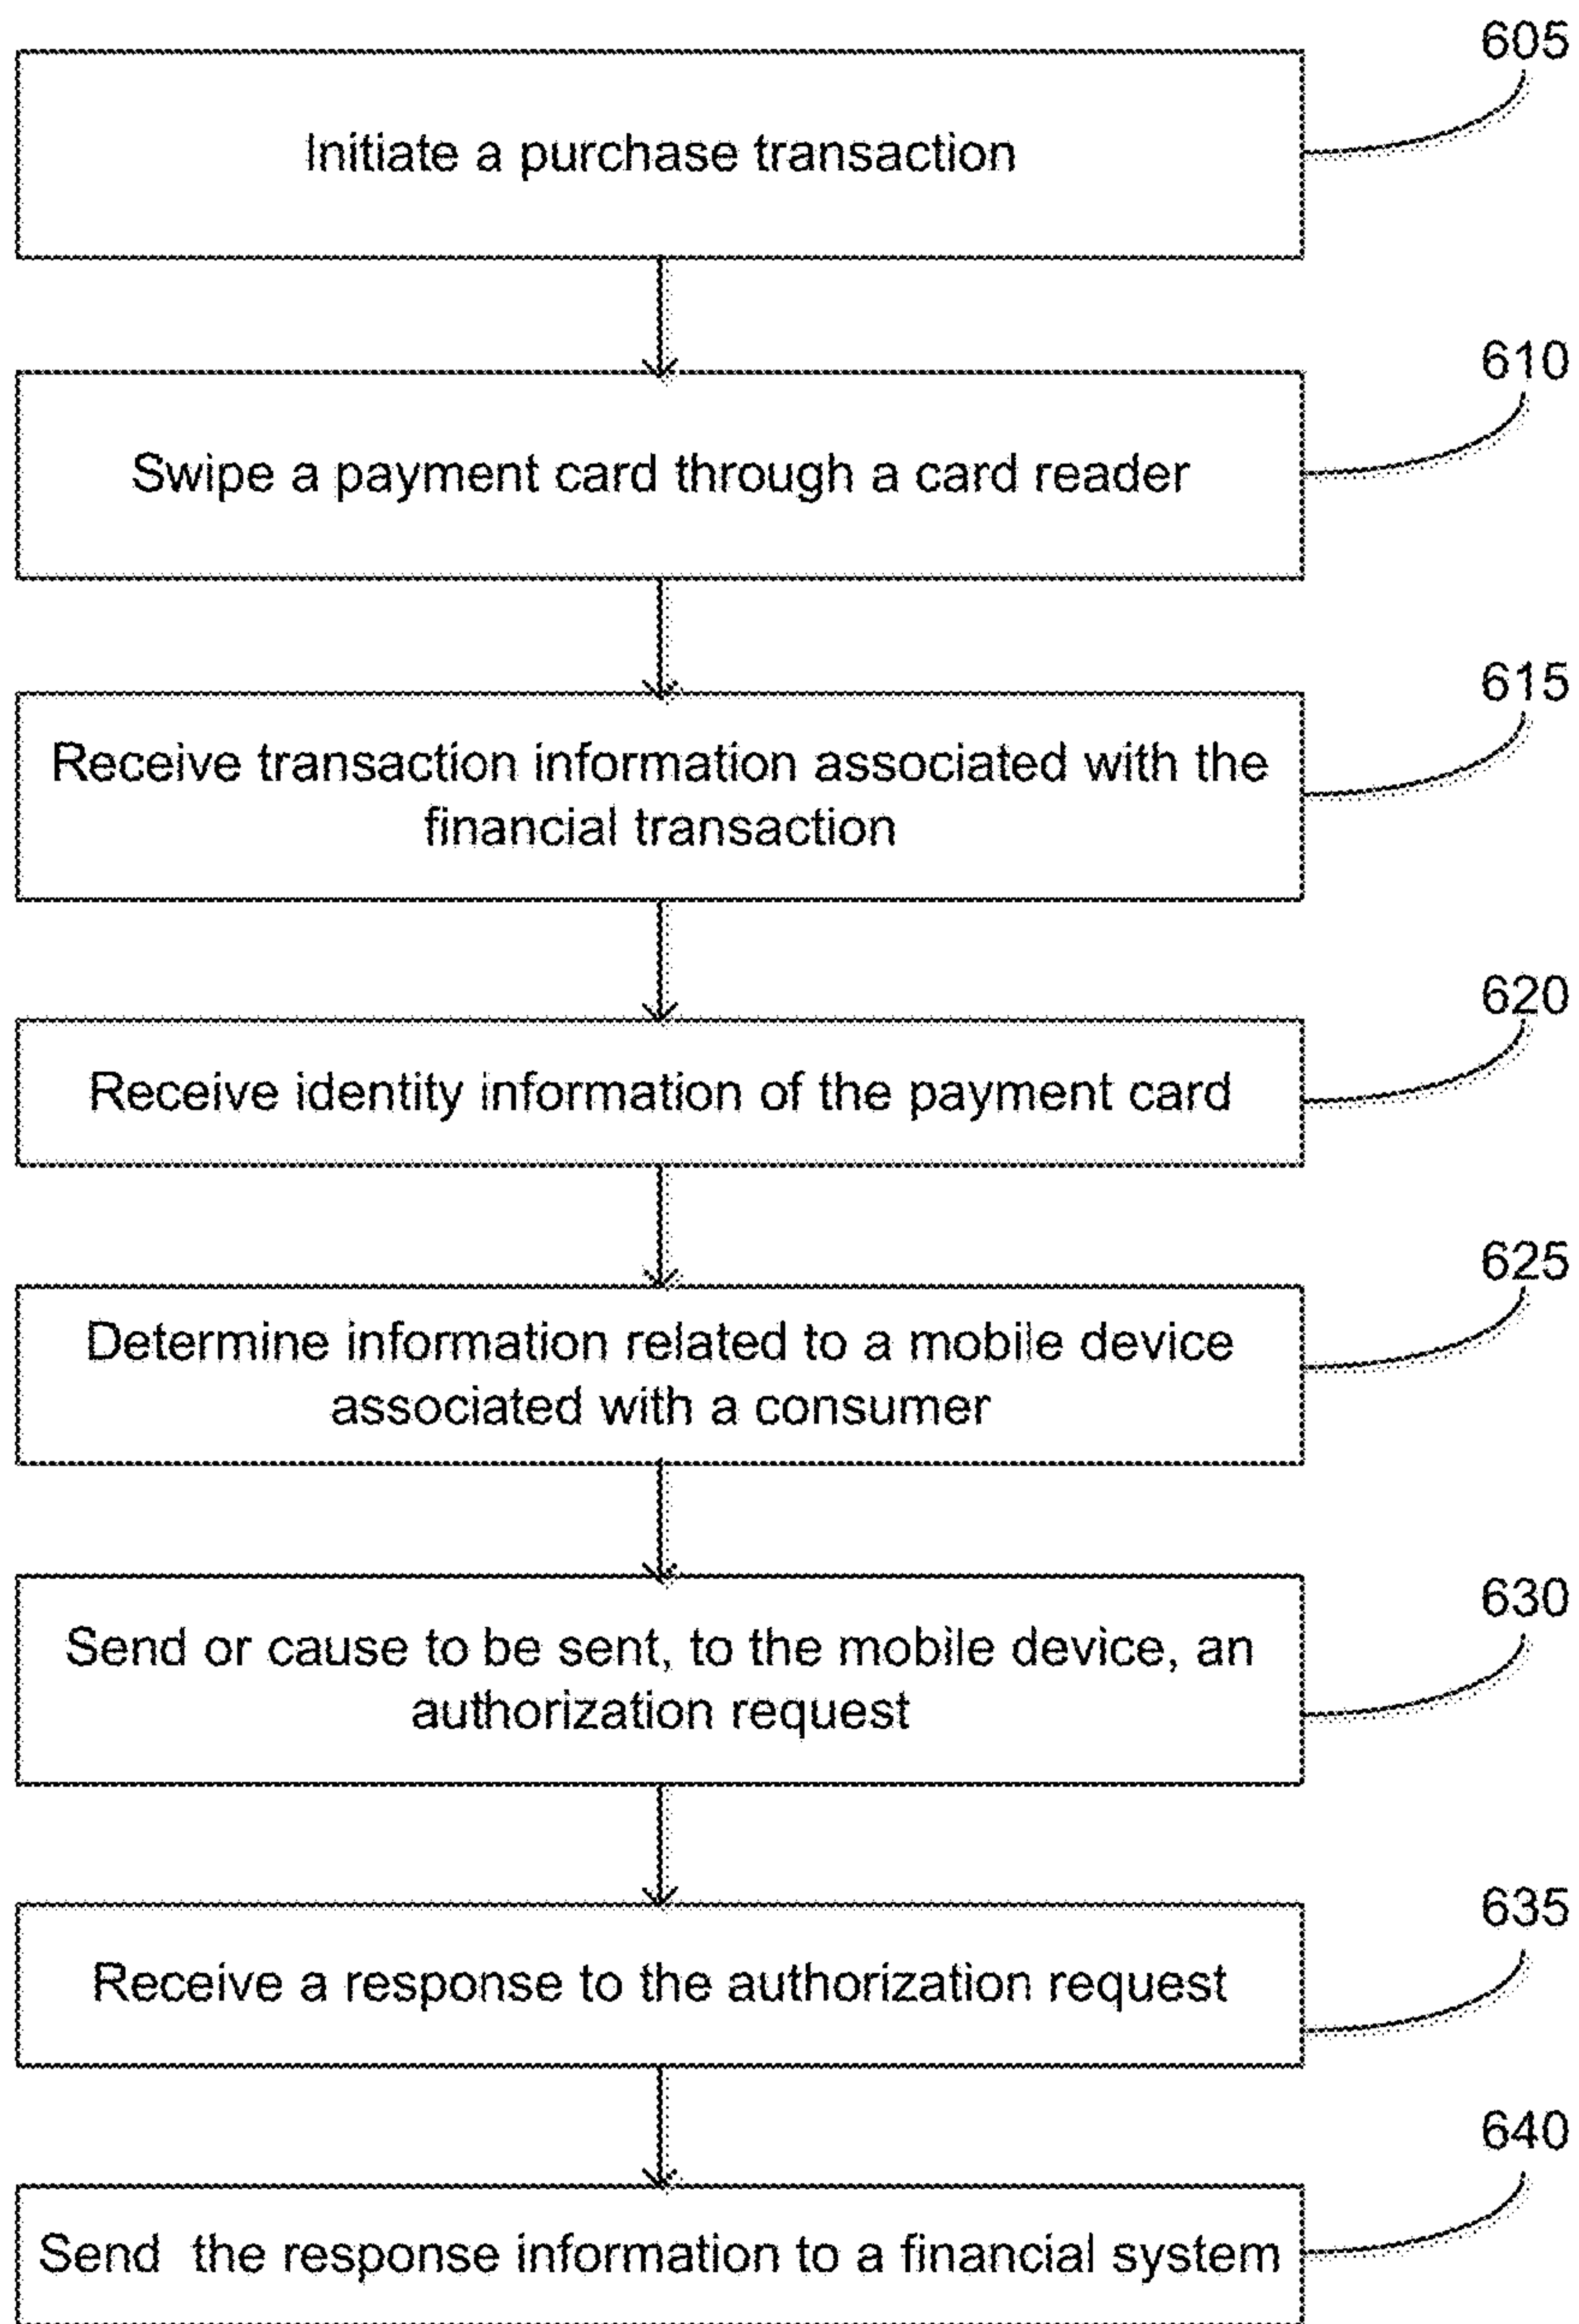 605
Initiate a purchase transaction
610
Swipe a payment card through a card reader
615
Receive transaction information associated with the
financial transaction
620
Receive identity information of the payment card
625
Determine information related to a mobile device
associated with a consumer
630
Send or cause to be sent, to the mobile device, an
authorization request
635
Receive a response to the authorization request
640
Send the response information to a financial system